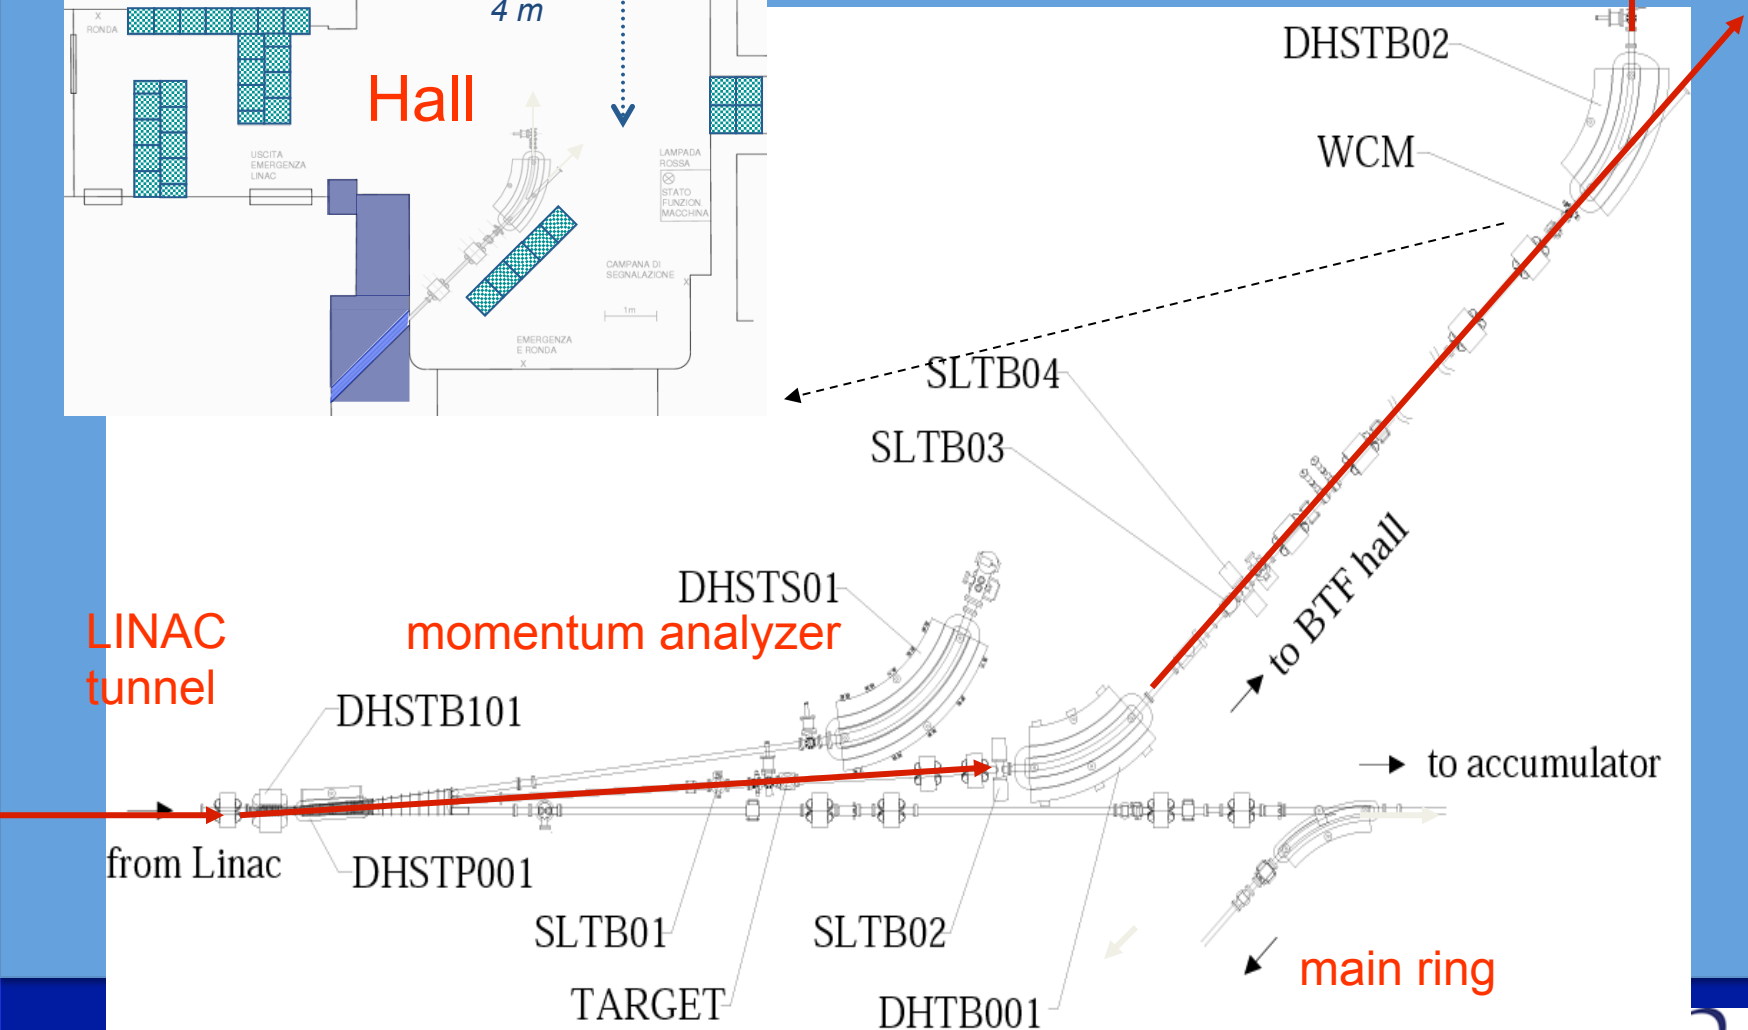 4 m
X
RONDA
Hall
USCITA
EMERGENZA
LINAC
LAMPADA
ROSSA
STATO
FUNZION.
MACCHINA
CAMPANA DI
SEGNALAZIONE
X
1m
EMERGENZA
E RONDA
X
DHSTB02
WCM
SLTB04
SLTB03
to BTF hall
DHSTS01
LINAC
tunnel
momentum analyzer
DHSTB101
to accumulator
from Linac
DHSTP001
SLTB01
SLTB02
main ring
TARGET
DHTB001